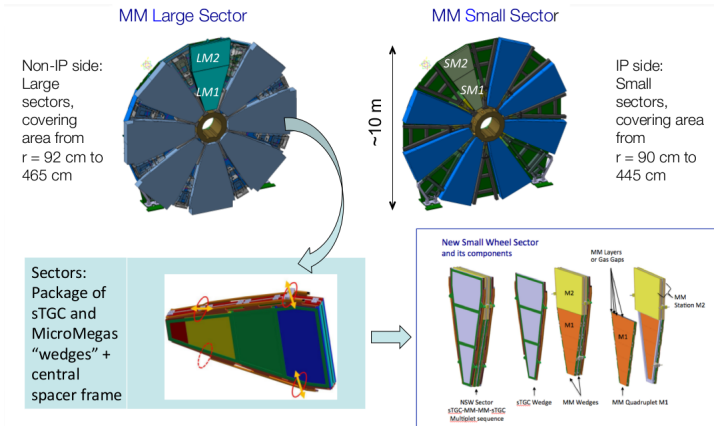 MM Large Sector
MM Small Sector
Non-IP side:
Large
sectors,
covering
area from
r = 92 cm to
465 cm
LM2
LM1
~10 m
SM2
SM1
IP side:
Small
sectors,
covering area
from
r = 90 cm to
445 cm
Sectors:
Package of
sTGC and
MicroMegas
“wedges” +
central
spacer frame
New Small Wheel Sector
and its components
MM Layers
or Gas Gaps
M2
M1
M1
MM
Station M2
NSW Sector
sTGC-MM-MM-sTGC
Multiplet sequence
sTGC Wedge
MM Wedges
MM Quadruplet M1